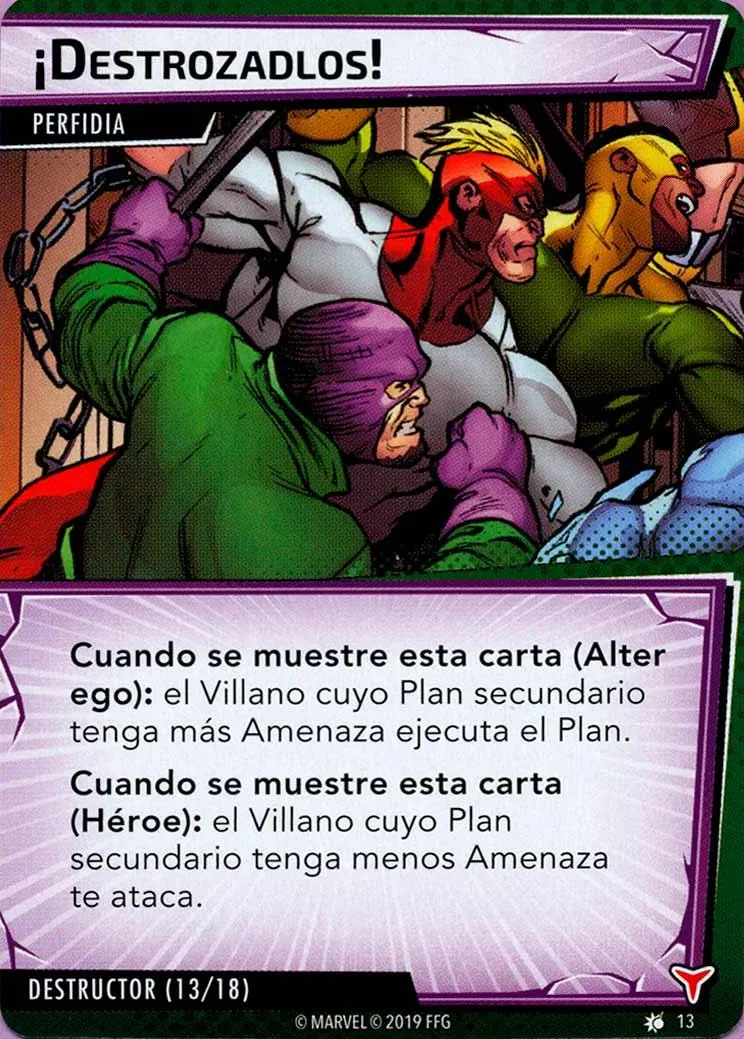 ¡DESTROZADLOS!
PERFIDIA
Cuando se muestre esta carta (Alter
ego): el Villano cuyo Plan secundario
tenga más Amenaza ejecuta el Plan.
Cuando se muestre esta carta
(Héroe): el Villano cuyo Plan
secundario tenga menos Amenaza
te ataca.
DESTRUCTOR (13/18)
© MARVEL © 2019 FFG
13